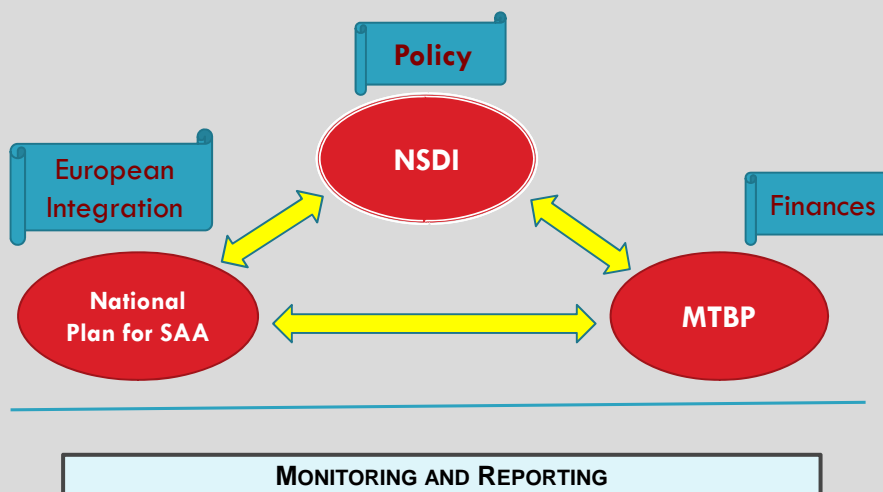 Policy
NSDI
European
Integration
Finances
National
Plan for SAA
MTBP
MONITORING AND REPORTING